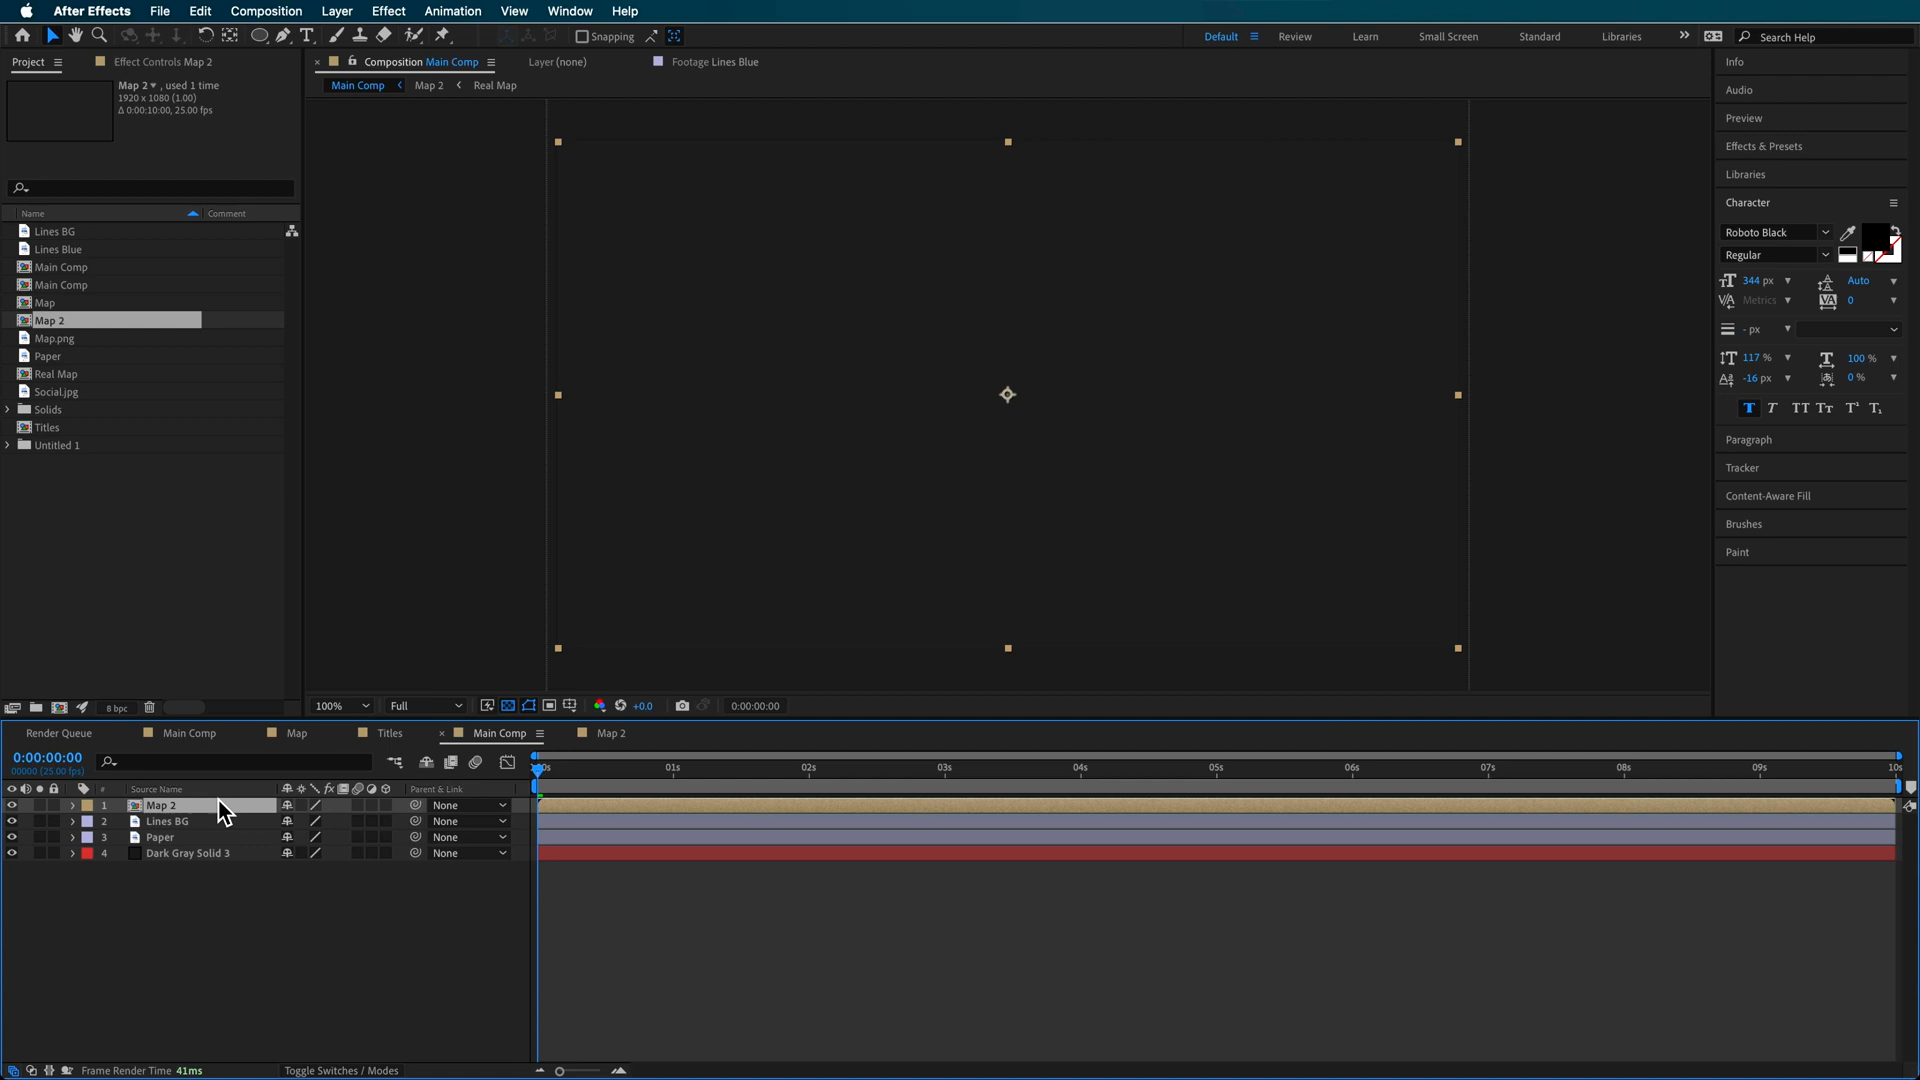 After Effects File Edit Composition Layer Effect Animation View Window Help
Snapping Default Review Learn Small Screen Standard Libraries Search Help
Project Effect Controls Map 2 Composition Main Comp Layer (none) Footage Lines Blue Info
Map 2 , used 1 time
1920 x 1080 (1.00)
Δ 0:00:10:00, 25.00 fps
Main Comp Map 2 Real Map
Audio
Preview
Effects & Presets
Libraries
Character
Roboto Black
Regular
344 px Auto
Metrics 0
- px
117 % 100 %
-16 px 0 %
T T TT Tт T¹ T₁
Paragraph
Tracker
Content-Aware Fill
Brushes
Paint
Name Comment
Lines BG
Lines Blue
Main Comp
Main Comp
Map
Map 2
Map.png
Paper
Real Map
Social.jpg
Solids
Titles
Untitled 1
8 bpc 100% Full +0.0 0:00:00:00
Render Queue Main Comp Map Titles Main Comp Map 2
0:00:00:00
00000 (25.00 fps)
01s 02s 03s 04s 05s 06s 07s 08s 09s 10s
# Source Name fx Parent & Link
1 Map 2 None
2 Lines BG None
3 Paper None
4 Dark Gray Solid 3 None
Frame Render Time 41ms Toggle Switches / Modes